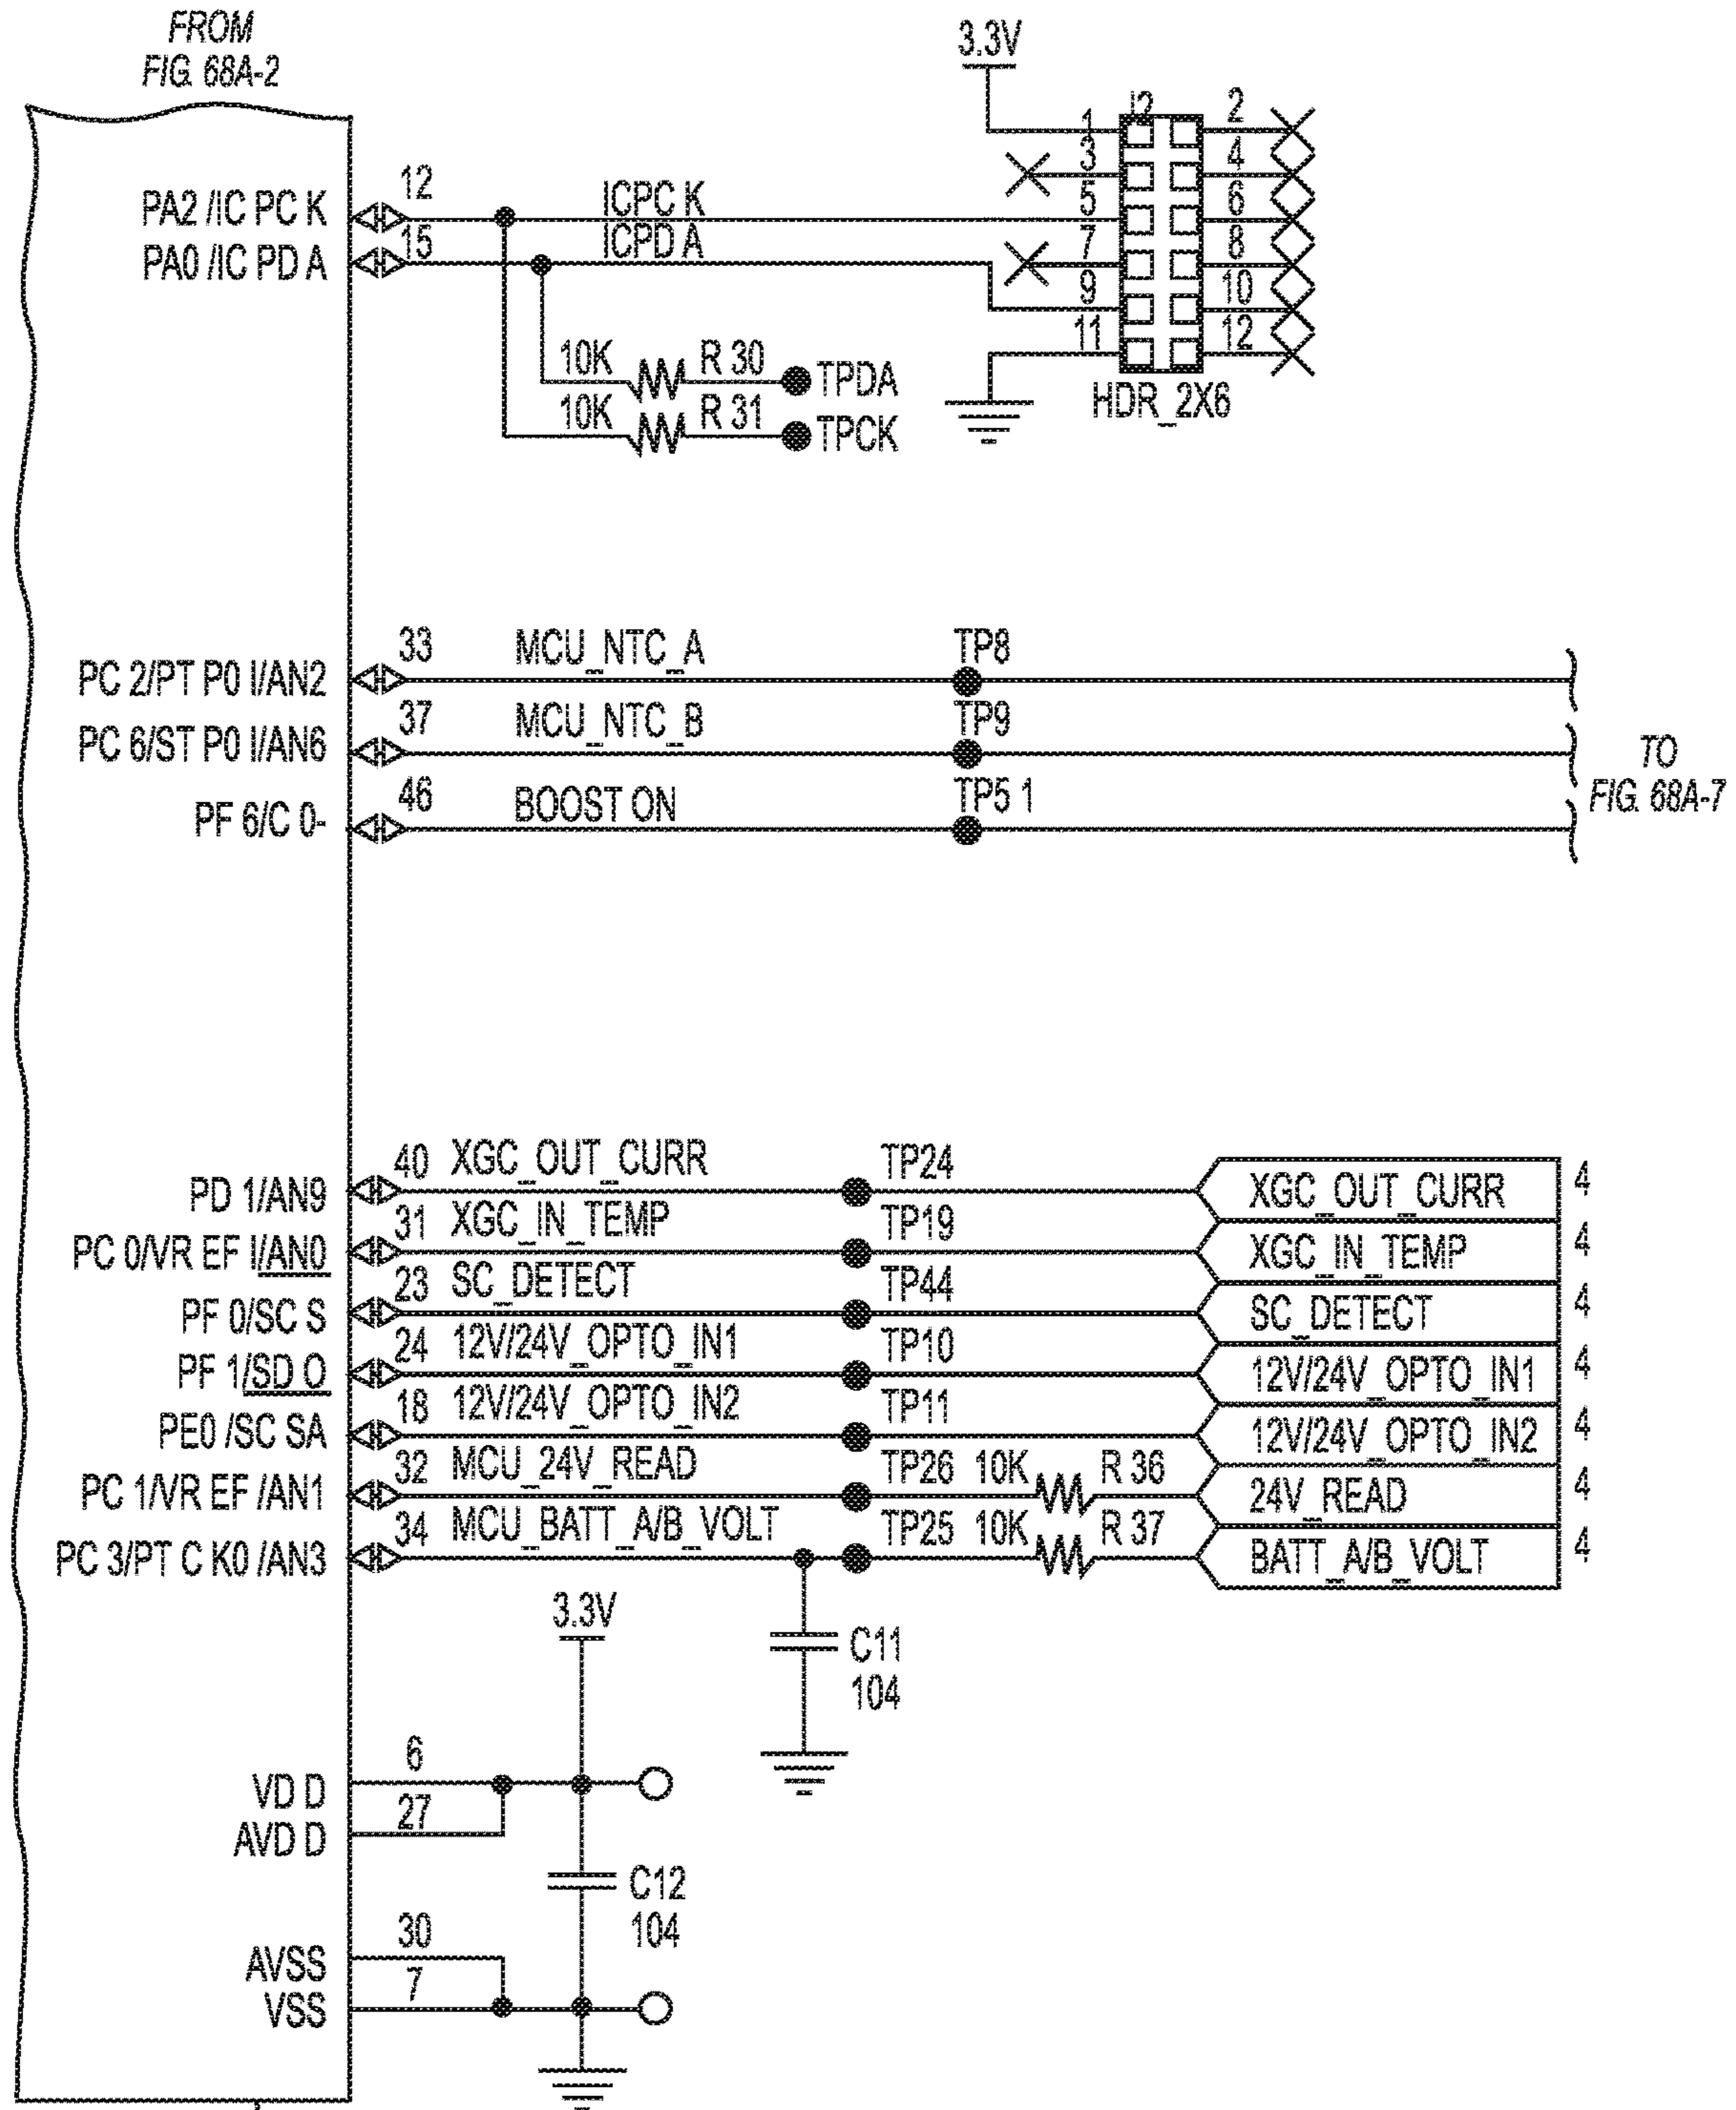 FROM
FIG. 68A-2
3.3V
J2
1 2
3 4
PA2 /IC PC K 12 ICPC K 5 6
PA0 /IC PD A 15 ICPD A 7 8
9 10
11 12
HDR_2X6
10K R 30 TPDA
10K R 31 TPCK
PC 2/PT P0 I/AN2 33 MCU_NTC_A TP8
PC 6/ST P0 I/AN6 37 MCU_NTC_B TP9
PF 6/C 0- 46 BOOST ON TP5 1
TO
FIG. 68A-7
PD 1/AN9 40 XGC_OUT_CURR TP24 XGC_OUT_CURR 4
PC 0/VR EF I/AN0 31 XGC_IN_TEMP TP19 XGC_IN_TEMP 4
PF 0/SC S 23 SC_DETECT TP44 SC_DETECT 4
PF 1/SD O 24 12V/24V_OPTO_IN1 TP10 12V/24V_OPTO_IN1 4
PE0 /SC SA 18 12V/24V_OPTO_IN2 TP11 12V/24V_OPTO_IN2 4
PC 1/VR EF /AN1 32 MCU_24V_READ TP26 10K R 36 24V_READ 4
PC 3/PT C K0 /AN3 34 MCU_BATT_A/B_VOLT TP25 10K R 37 BATT_A/B_VOLT 4
3.3V
C11
104
VD D 6
AVD D 27
C12
104
AVSS 30
VSS 7